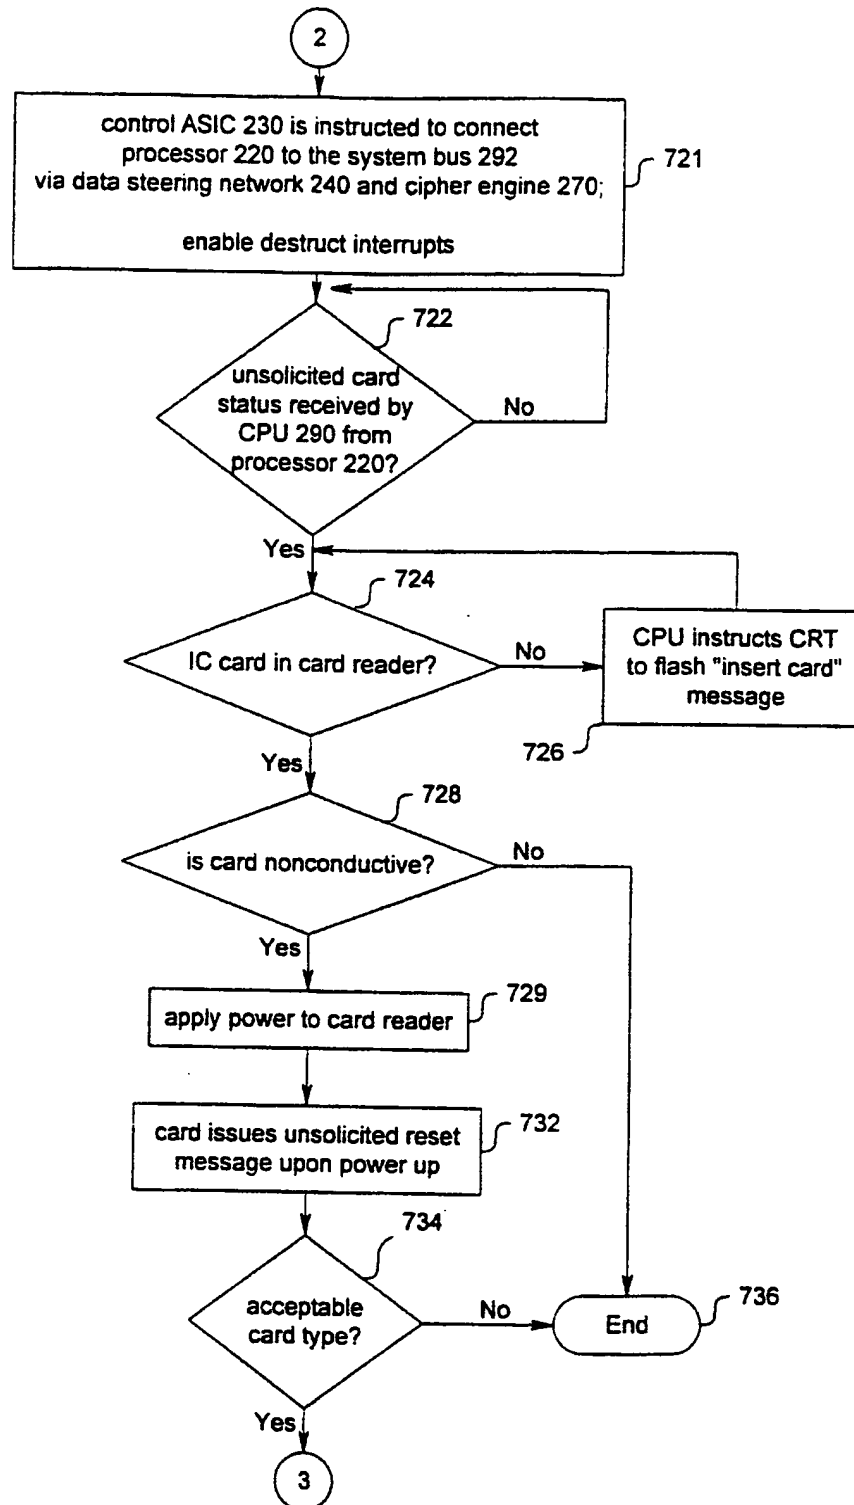 2
control ASIC 230 is instructed to connect
processor 220 to the system bus 292
via data steering network 240 and cipher engine 270;
enable destruct interrupts
721
722
unsolicited card
status received by
CPU 290 from
processor 220?
No
Yes
724
IC card in card reader?
No
CPU instructs CRT
to flash "insert card"
message
726
Yes
728
is card nonconductive?
No
Yes
729
apply power to card reader
732
card issues unsolicited reset
message upon power up
734
acceptable
card type?
No
End
736
Yes
3